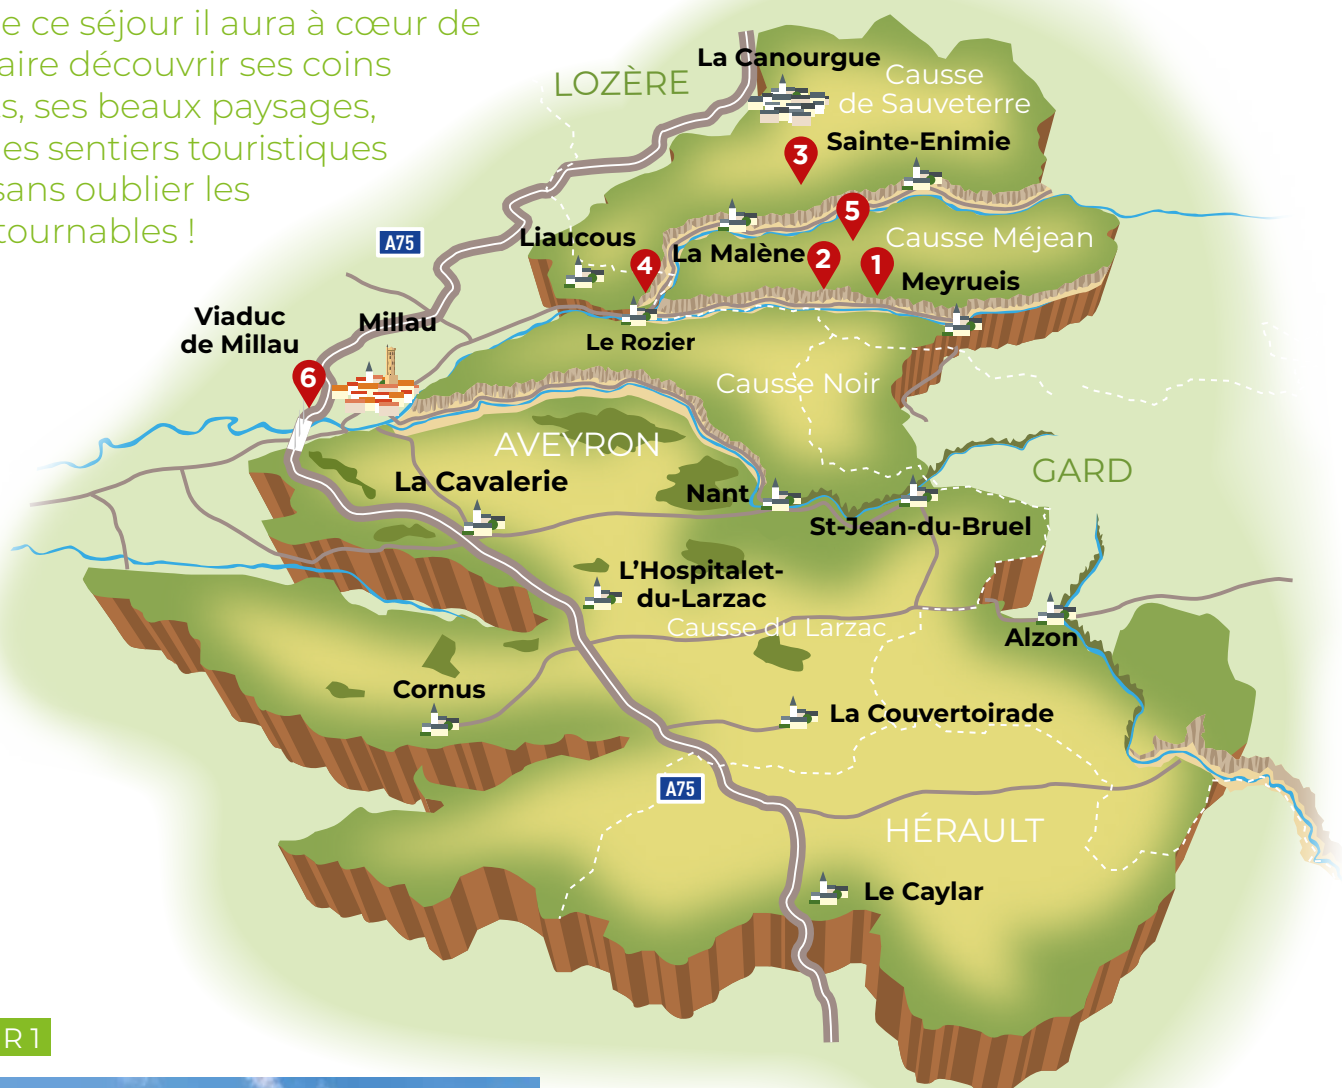 e ce séjour il aura à cœur de
aire découvrir ses coins
s, ses beaux paysages,
es sentiers touristiques
sans oublier les
tournables !
LOZÈRE
La Canourgue
Causse
de Sauveterre
3
Sainte-Enimie
5
A75
Liaucous
4
La Malène
2
1
Causse Méjean
Meyrueis
Viaduc
de Millau
Millau
Le Rozier
6
Causse Noir
AVEYRON
GARD
La Cavalerie
Nant
St-Jean-du-Bruel
L'Hospitalet-
du-Larzac
Causse du Larzac
Alzon
Cornus
La Couvertoirade
A75
HÉRAULT
Le Caylar
R 1